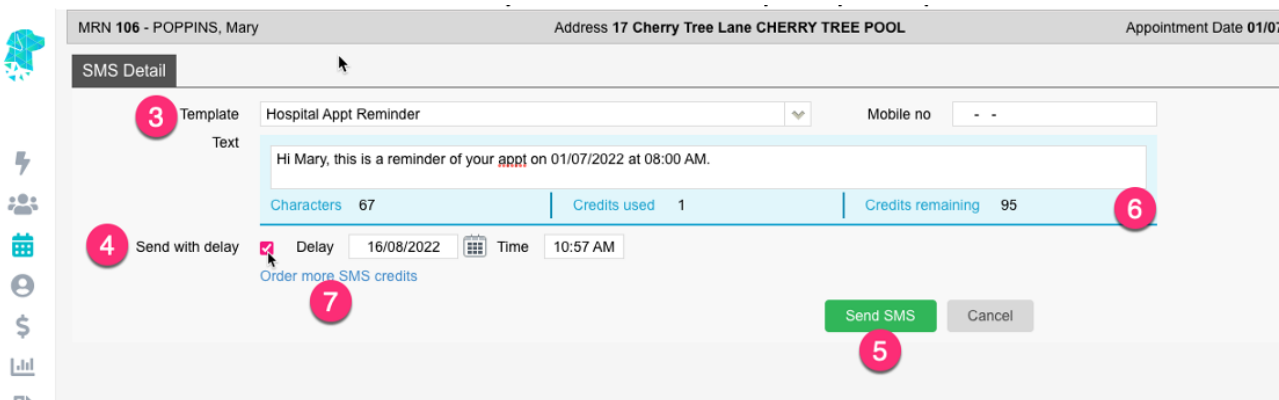 MRN 106 - POPPINS, Mary Address 17 Cherry Tree Lane CHERRY TREE POOL Appointment Date 01/07
SMS Detail
3 Template Hospital Appt Reminder Mobile no - -
Text
Hi Mary, this is a reminder of your appt on 01/07/2022 at 08:00 AM.
Characters 67 Credits used 1 Credits remaining 95 6
4 Send with delay Delay 16/08/2022 Time 10:57 AM
Order more SMS credits
7
Send SMS Cancel
5